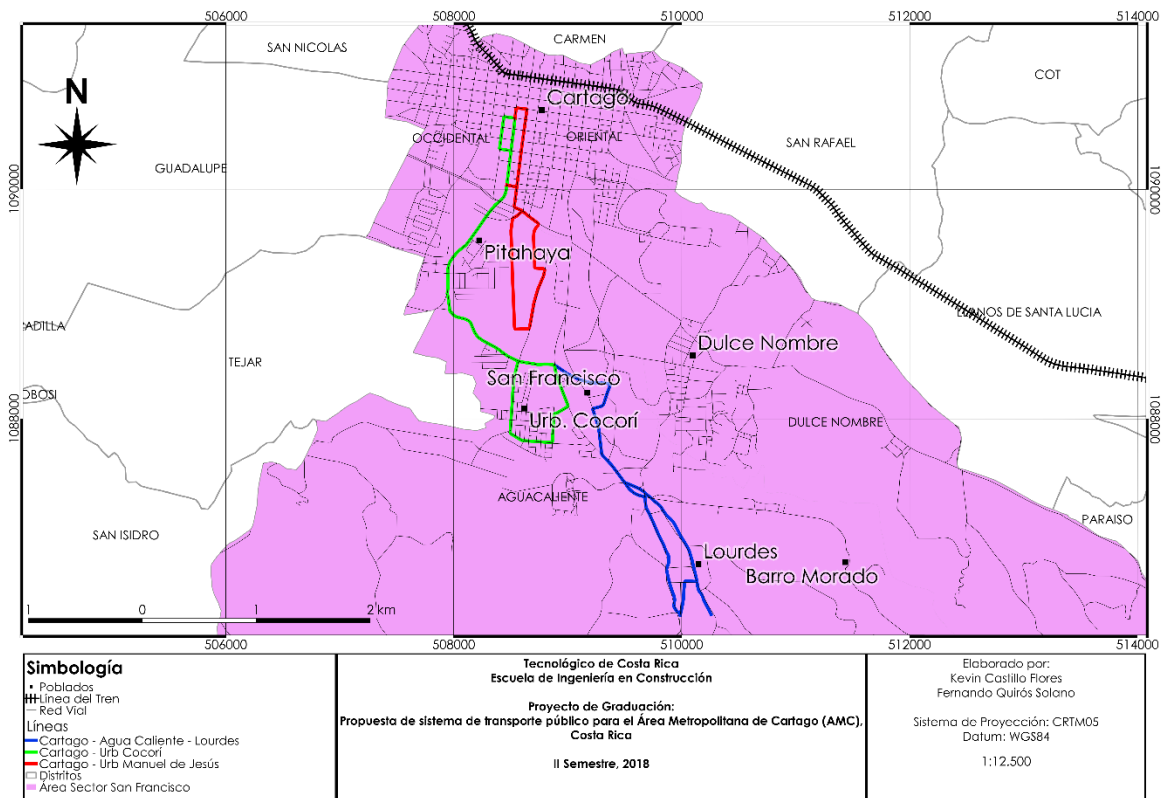 506000
508000
510000
512000
514000
SAN NICOLAS
CARMEN
COT
N
Cartago
OCCIDENTAL
ORIENTAL
SAN RAFAEL
GUADALUPE
1090000
1090000
Pitahaya
LLANOS DE SANTA LUCIA
TEJAR
Dulce Nombre
San Francisco
Urb. Cocorí
DULCE NOMBRE
1088000
1088000
AGUACALIENTE
PARAISO
SAN ISIDRO
Lourdes
Barro Morado
1
0
1
2 km
506000
508000
510000
512000
514000
Simbología
Poblados
Línea del Tren
Red Vial
Líneas
Cartago - Agua Caliente - Lourdes
Cartago - Urb Cocorí
Cartago - Urb Manuel de Jesús
Distritos
Área Sector San Francisco
Tecnológico de Costa Rica
Escuela de Ingeniería en Construcción
Proyecto de Graduación:
Propuesta de sistema de transporte público para el Área Metropolitana de Cartago (AMC),
Costa Rica
II Semestre, 2018
Elaborado por:
Kevin Castillo Flores
Fernando Quirós Solano
Sistema de Proyección: CRTM05
Datum: WGS84
1:12.500